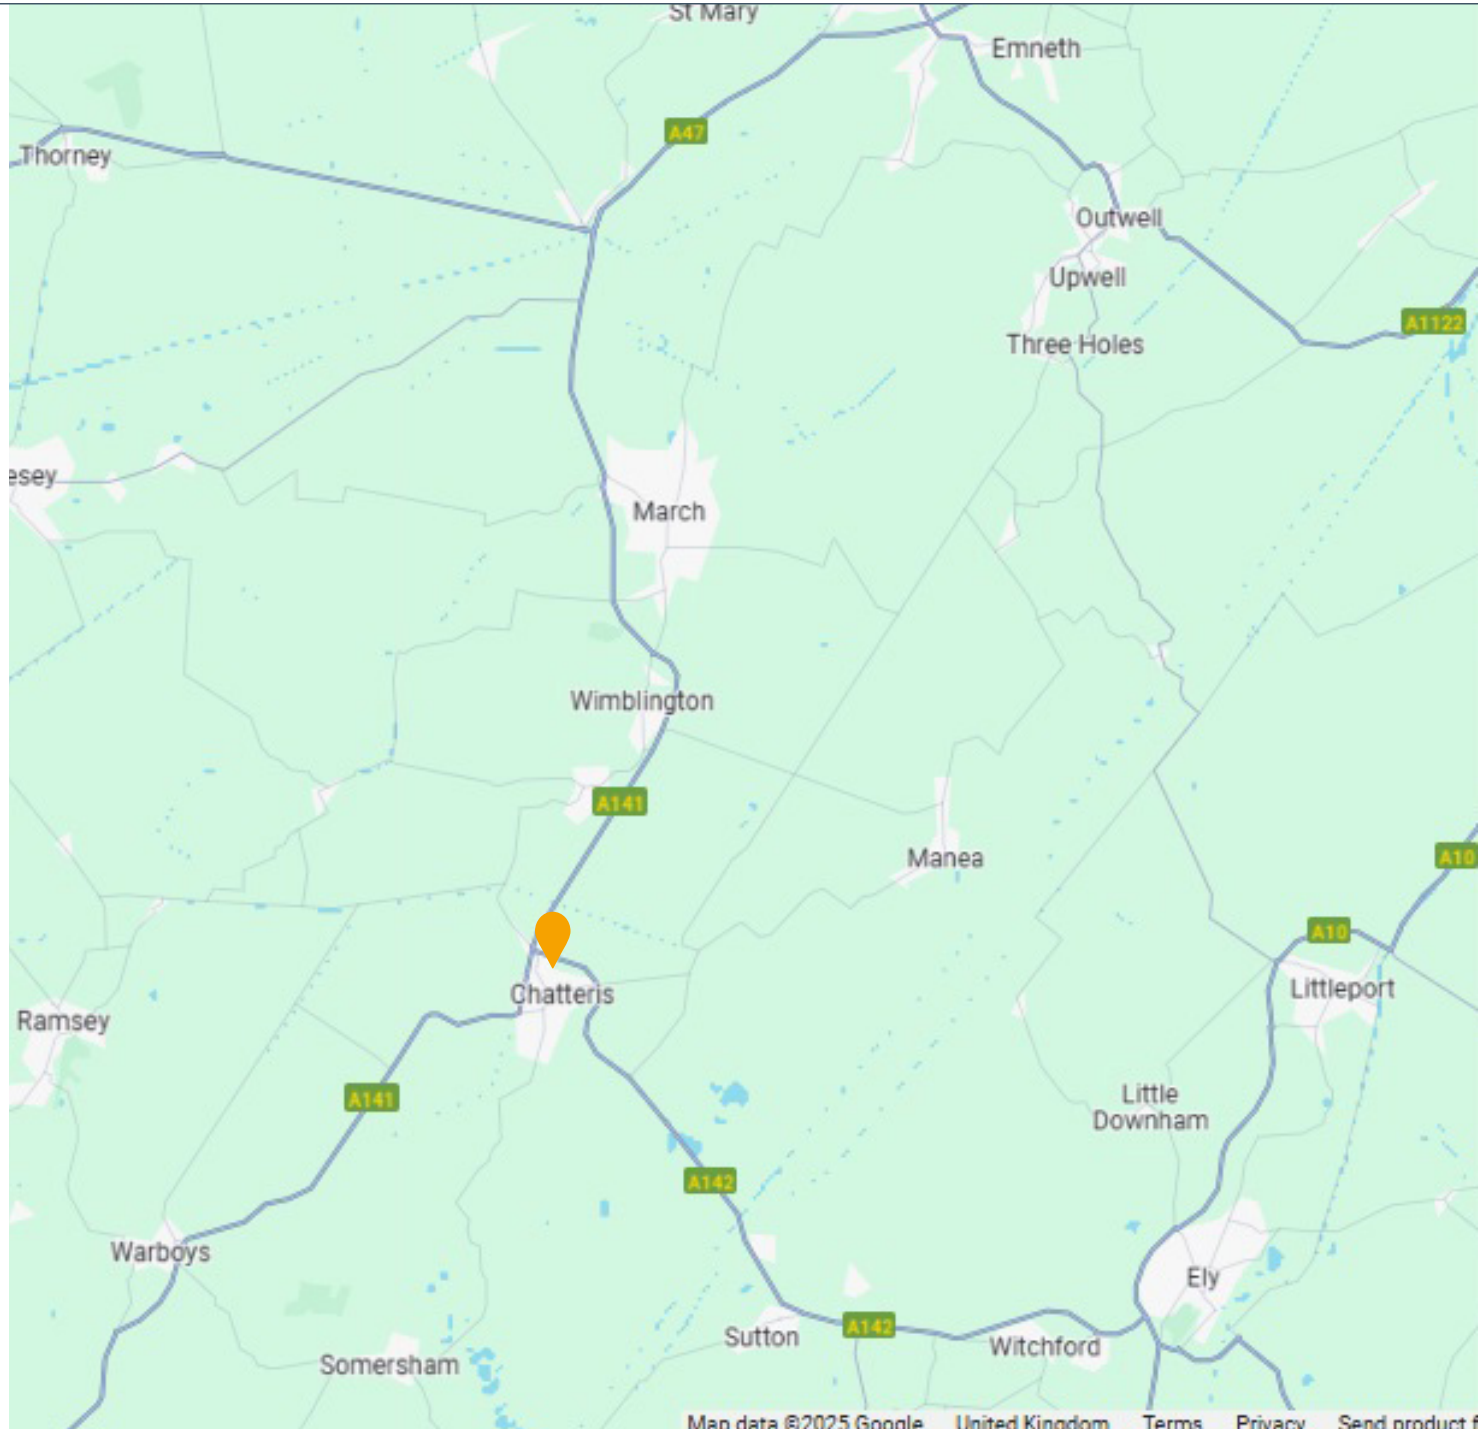 St Mary
Emneth
A47
Thorney
Outwell
Upwell
A1122
Three Holes
esey
March
Wimblington
A141
Manea
A10
A10
Chatteris
Littleport
Ramsey
A141
Little
Downham
A142
Warboys
Ely
A142
Sutton
Witchford
Somersham
Map data ©2025 Google United Kingdom Terms Privacy Send product f